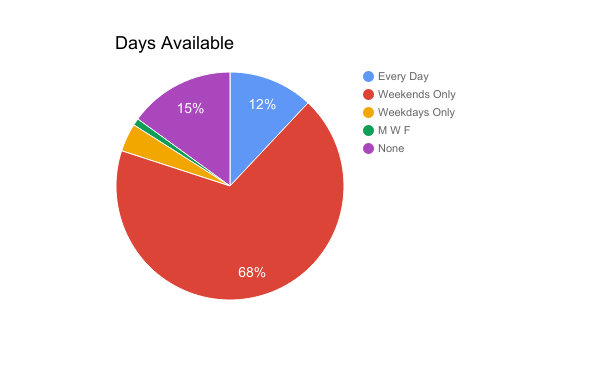 Days Available
Every Day
Weekends Only
Weekdays Only
M W F
None
15%
12%
68%